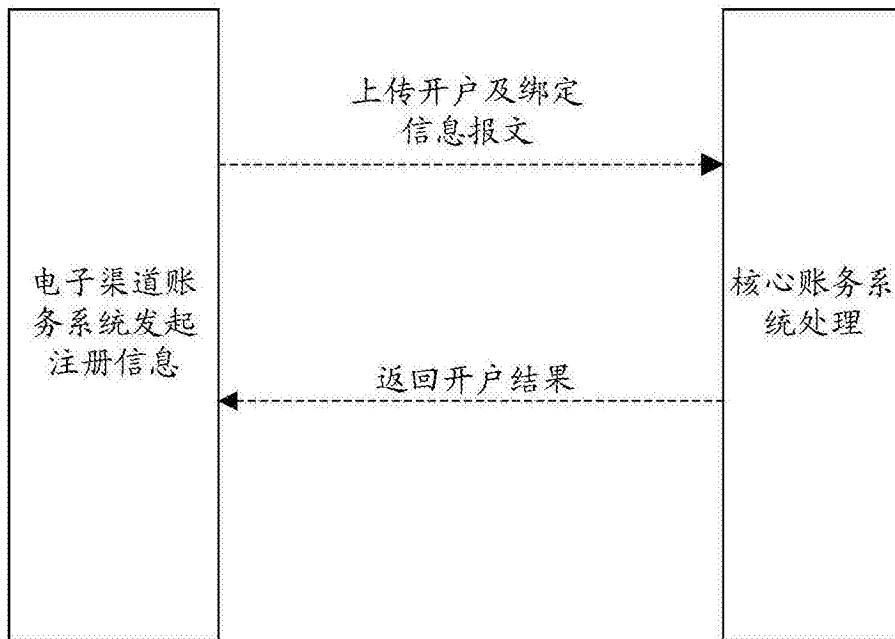 上传开户及绑定
信息报文
电子渠道账
务系统发起
注册信息
核心账务系
统处理
返回开户结果